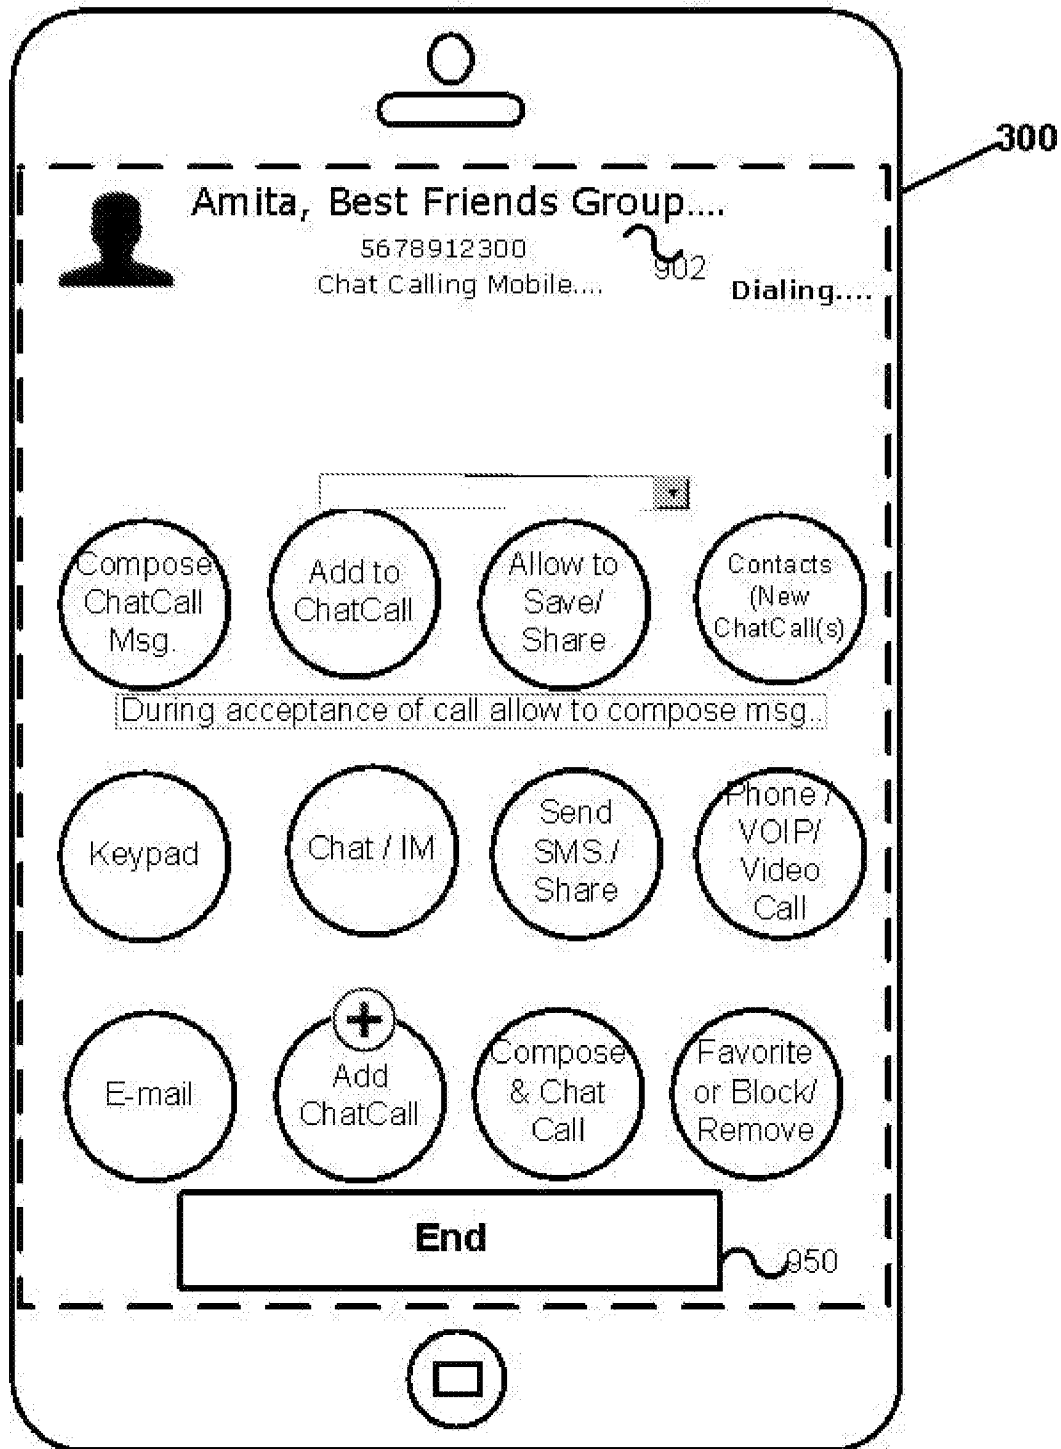 300
Amita, Best Friends Group....
5678912300
902
Chat Calling Mobile....
Dialing....
Compose
ChatCall
Msg.
Add to
ChatCall
Allow to
Save/
Share
Contacts
(New
ChatCall(s)
During acceptance of call allow to compose msg..
Keypad
Chat / IM
Send
SMS./
Share
Phone /
VOIP/
Video
Call
E-mail
Add
ChatCall
Compose
& Chat
Call
Favorite
or Block/
Remove
End
950